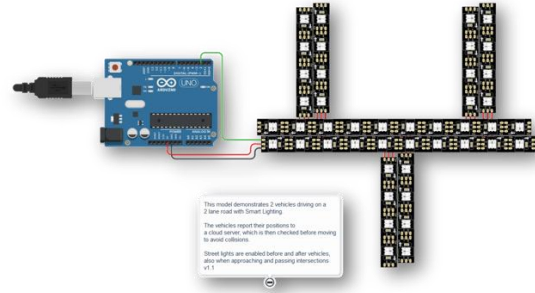 UNO
ARDUINO
This model demonstrates 2 vehicles driving on a
2 lane road with Smart Lighting.
The vehicles report their positions to
a cloud server, which is then checked before moving
to avoid collisions.
Street lights are enabled before and after vehicles,
also when approaching and passing intersections.
v1.1